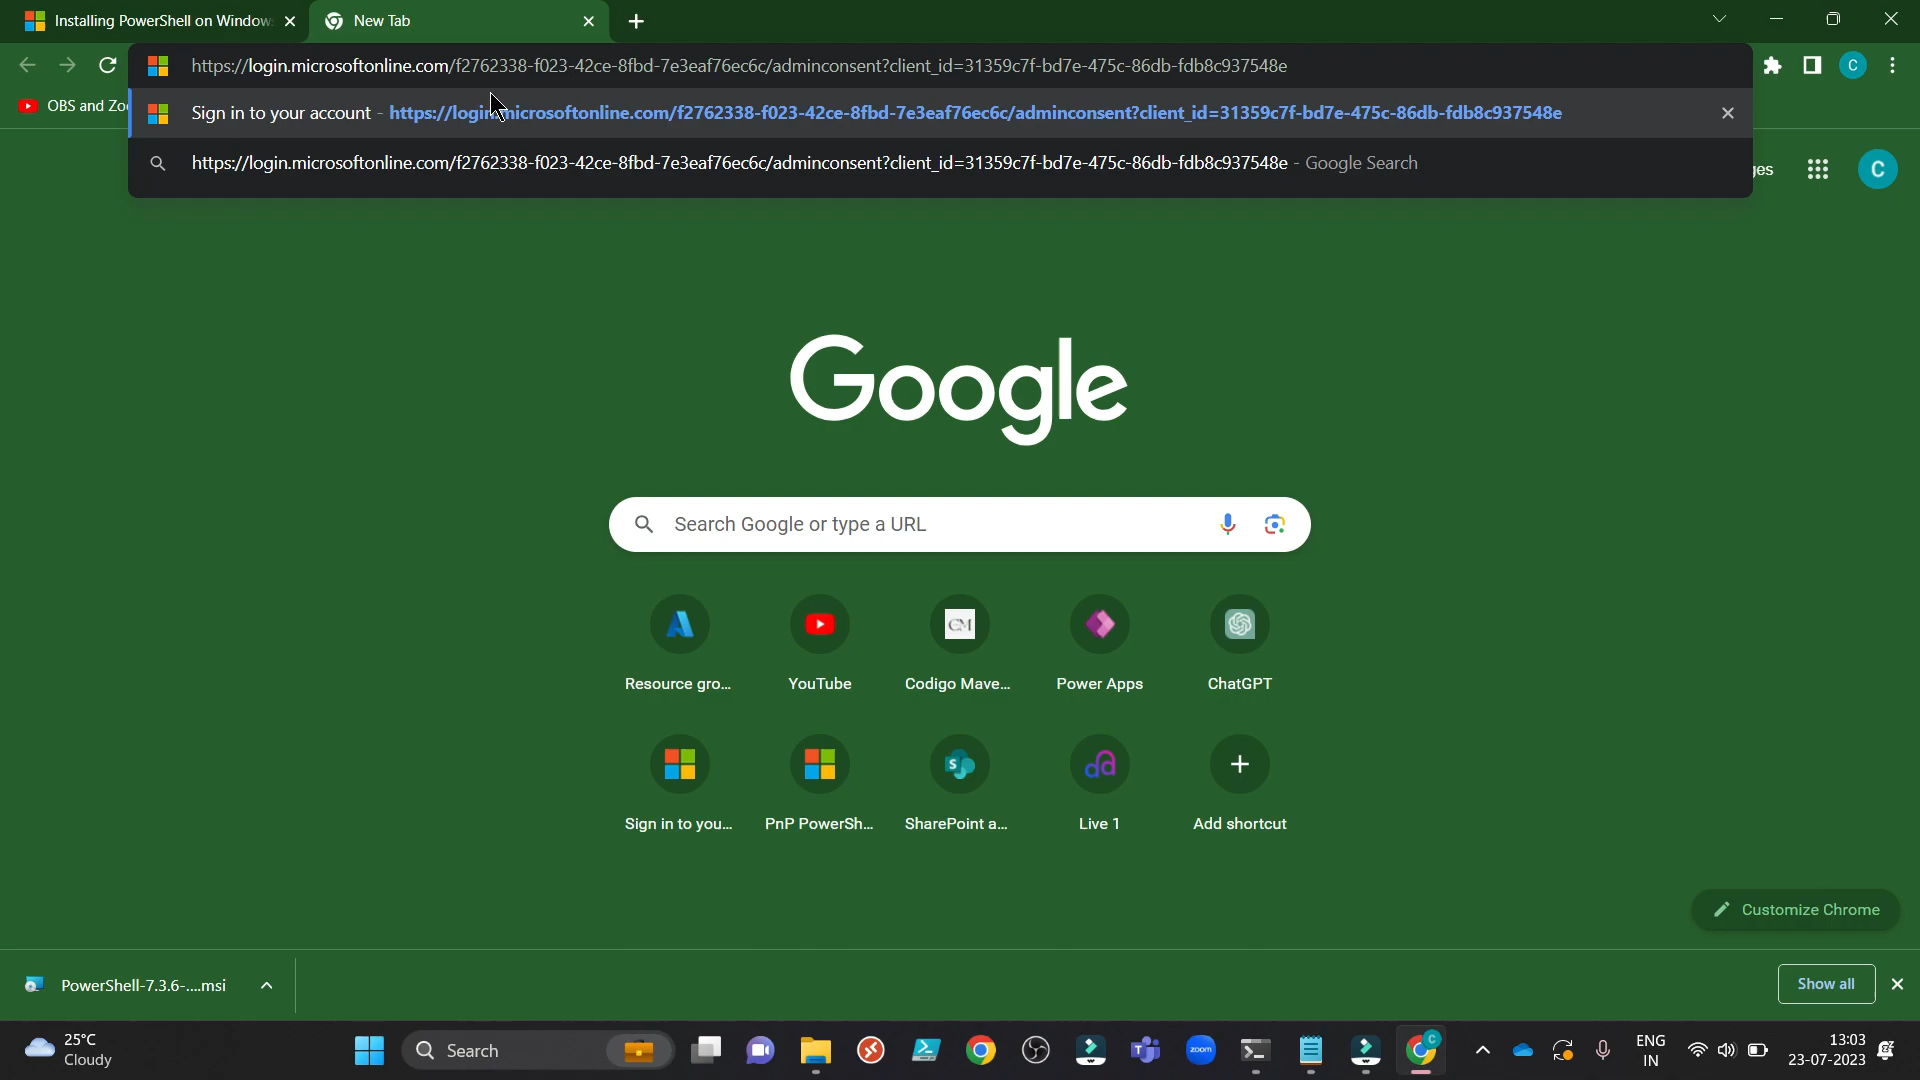 Installing PowerShell on Window
New Tab
https://login.microsoftonline.com/f2762338-f023-42ce-8fbd-7e3eaf76ec6c/adminconsent?client_id=31359c7f-bd7e-475c-86db-fdb8c937548e
C
OBS and Zoo
Sign in to your account - https://login.microsoftonline.com/f2762338-f023-42ce-8fbd-7e3eaf76ec6c/adminconsent?client_id=31359c7f-bd7e-475c-86db-fdb8c937548e
https://login.microsoftonline.com/f2762338-f023-42ce-8fbd-7e3eaf76ec6c/adminconsent?client_id=31359c7f-bd7e-475c-86db-fdb8c937548e - Google Search
ges
C
Google
Search Google or type a URL
CM
Resource gro...
YouTube
Codigo Mave...
Power Apps
ChatGPT
S
Sign in to you...
PnP PowerSh...
SharePoint a...
Live 1
Add shortcut
Customize Chrome
PowerShell-7.3.6-....msi
Show all
25°C
Cloudy
Search
zoom
C
ENG
IN
13:03
23-07-2023